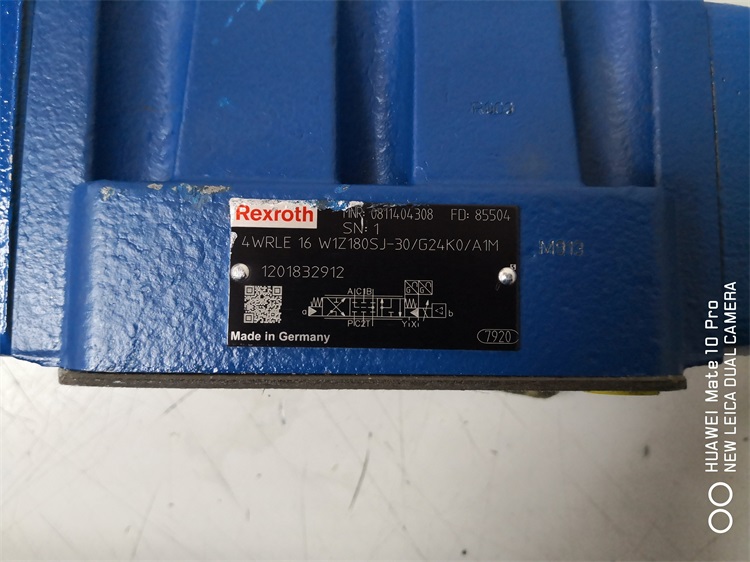 Rexroth
MNR: 0811404308 FD: 85504
SN: 1
4WRLE 16 W1Z180SJ-30/G24K0/A1M
1201832912
A C B
a b
P C2 T Y X
Made in Germany
7920
HUAWEI Mate 10 Pro
NEW LEICA DUAL CAMERA